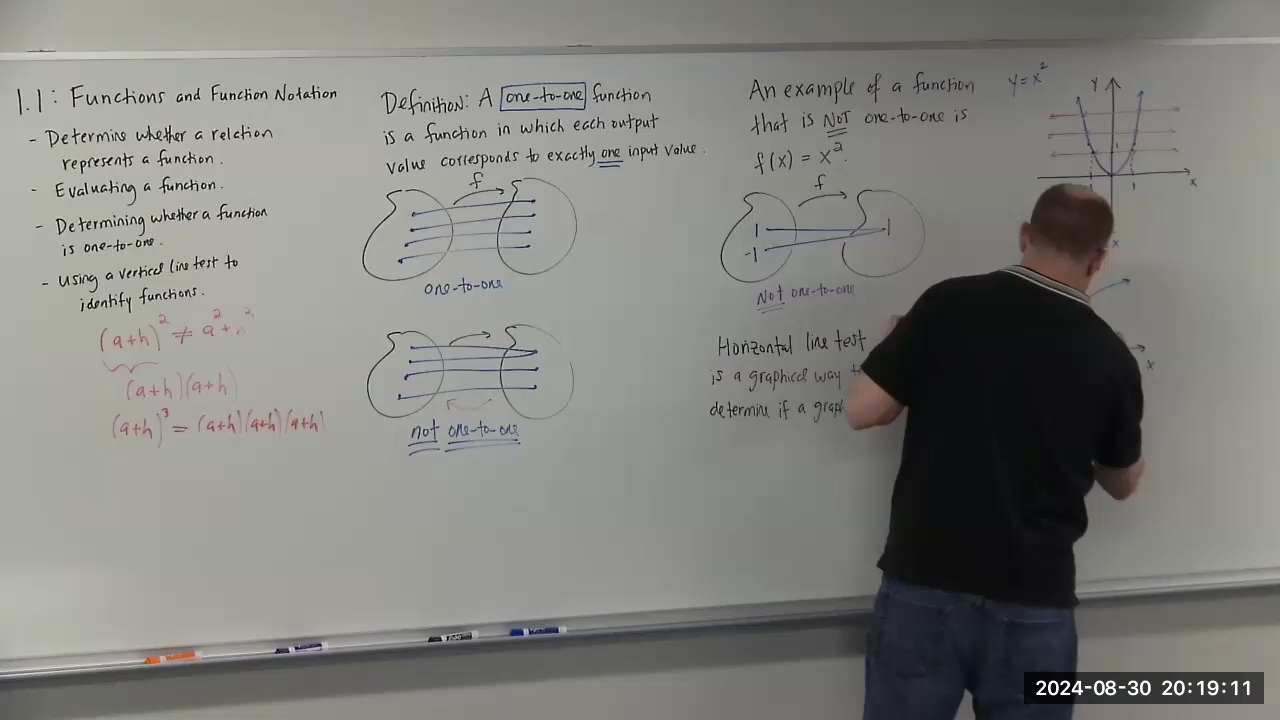 1.1: Functions and Function Notation
- Determine whether a relation
represents a function.
- Evaluating a function.
- Determining whether a function
is one-to-one.
- Using a vertical line test to
identify functions.
(a+h)² ≠ a² + h²
(a+h)(a+h)
(a+h)³ = (a+h)(a+h)(a+h)
Definition: A one-to-one function
is a function in which each output
value corresponds to exactly one input value.
f
one-to-one
not one-to-one
An example of a function
that is NOT one-to-one is
f(x) = x².
f
1
-1
1
Not one-to-one
Horizontal line test
is a graphical way
determine if a graph
y = x²
y
1
1
x
x
x
2024-08-30 20:19:11